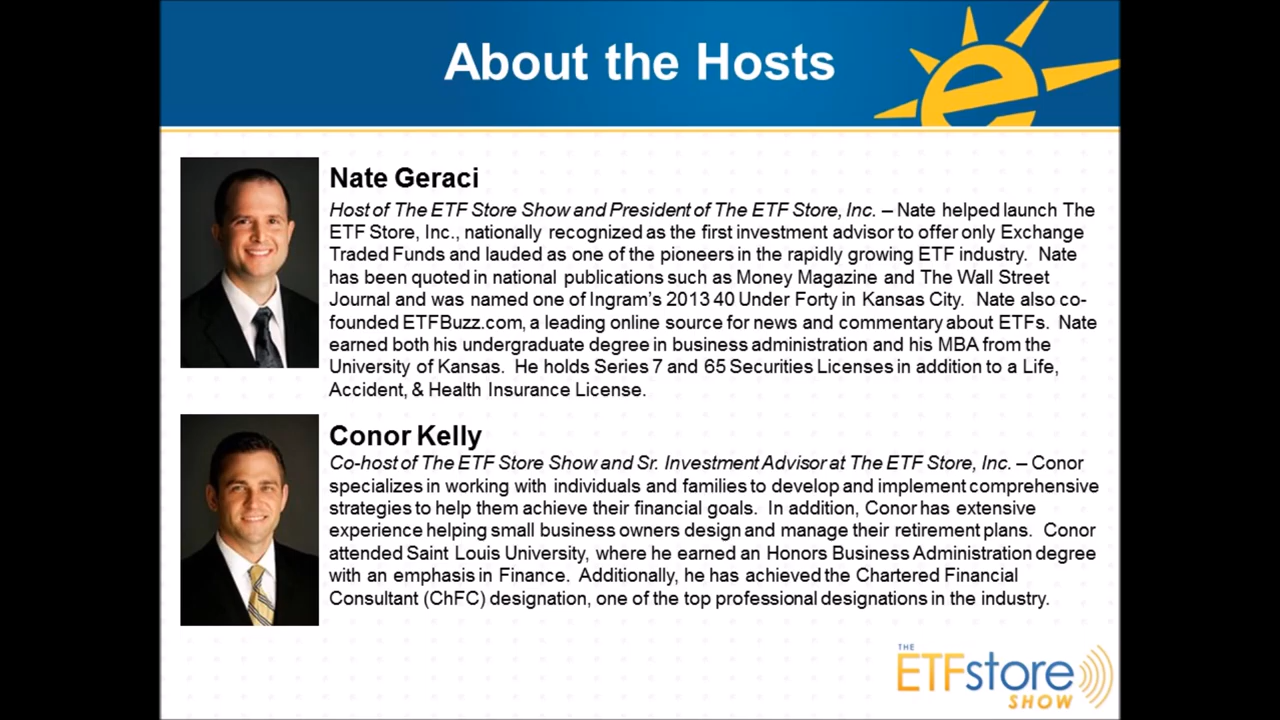 About the Hosts
Nate Geraci
Host of The ETF Store Show and President of The ETF Store, Inc. – Nate helped launch The
ETF Store, Inc., nationally recognized as the first investment advisor to offer only Exchange
Traded Funds and lauded as one of the pioneers in the rapidly growing ETF industry.  Nate
has been quoted in national publications such as Money Magazine and The Wall Street
Journal and was named one of Ingram's 2013 40 Under Forty in Kansas City.  Nate also co-
founded ETFBuzz.com, a leading online source for news and commentary about ETFs.  Nate
earned both his undergraduate degree in business administration and his MBA from the
University of Kansas.  He holds Series 7 and 65 Securities Licenses in addition to a Life,
Accident, & Health Insurance License.
Conor Kelly
Co-host of The ETF Store Show and Sr. Investment Advisor at The ETF Store, Inc. – Conor
specializes in working with individuals and families to develop and implement comprehensive
strategies to help them achieve their financial goals.  In addition, Conor has extensive
experience helping small business owners design and manage their retirement plans.  Conor
attended Saint Louis University, where he earned an Honors Business Administration degree
with an emphasis in Finance.  Additionally, he has achieved the Chartered Financial
Consultant (ChFC) designation, one of the top professional designations in the industry.
THE
ETFstore
SHOW